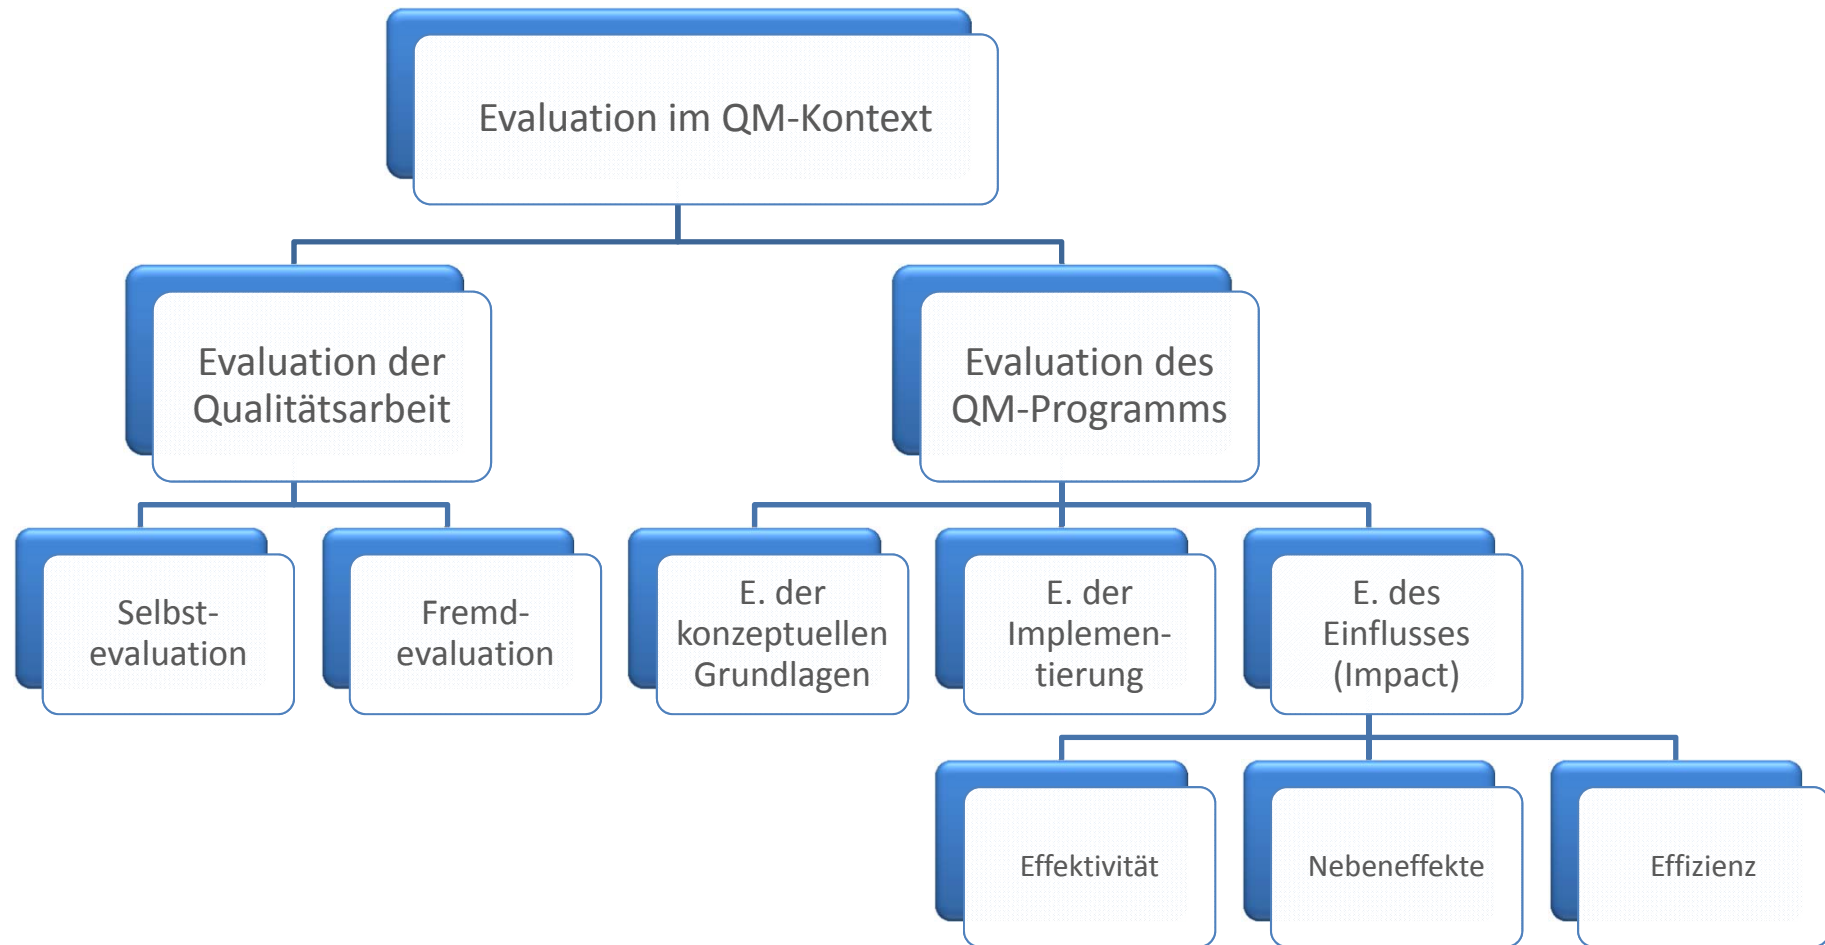 Evaluation im QM-Kontext
Evaluation der
Qualitätsarbeit
Evaluation des
QM-Programms
Selbst-
evaluation
Fremd-
evaluation
E. der
konzeptuellen
Grundlagen
E. der
Implemen-
tierung
E. des
Einflusses
(Impact)
Effektivität
Nebeneffekte
Effizienz